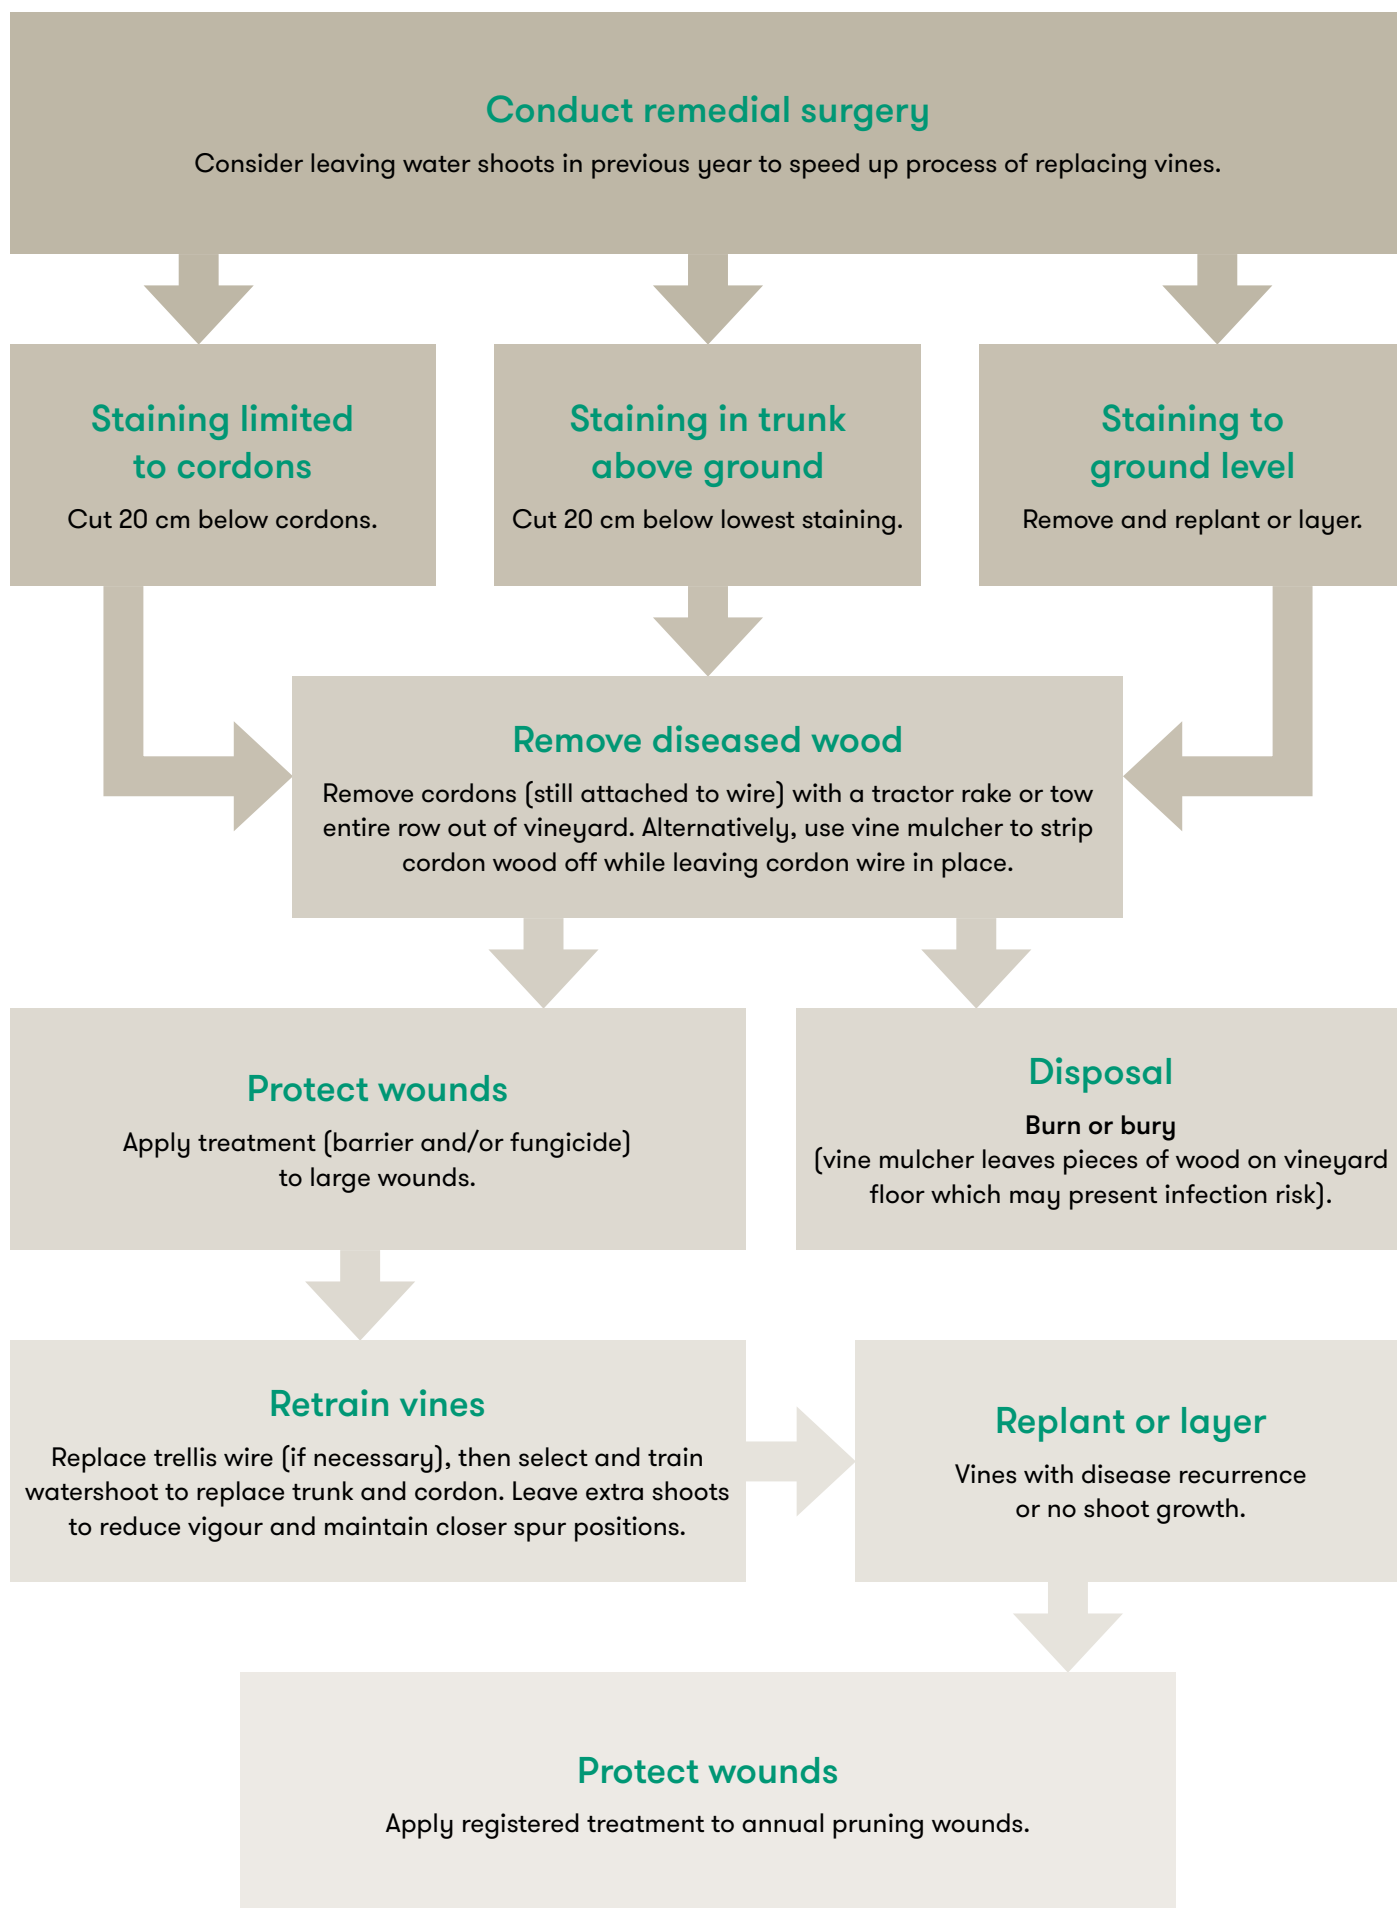 Conduct remedial surgery
Consider leaving water shoots in previous year to speed up process of replacing vines.
Staining limited
to cordons
Cut 20 cm below cordons.
Staining in trunk
above ground
Cut 20 cm below lowest staining.
Staining to
ground level
Remove and replant or layer.
Remove diseased wood
Remove cordons (still attached to wire) with a tractor rake or tow
entire row out of vineyard. Alternatively, use vine mulcher to strip
cordon wood off while leaving cordon wire in place.
Protect wounds
Apply treatment (barrier and/or fungicide)
to large wounds.
Disposal
Burn or bury
(vine mulcher leaves pieces of wood on vineyard
floor which may present infection risk).
Retrain vines
Replace trellis wire (if necessary), then select and train
watershoot to replace trunk and cordon. Leave extra shoots
to reduce vigour and maintain closer spur positions.
Replant or layer
Vines with disease recurrence
or no shoot growth.
Protect wounds
Apply registered treatment to annual pruning wounds.